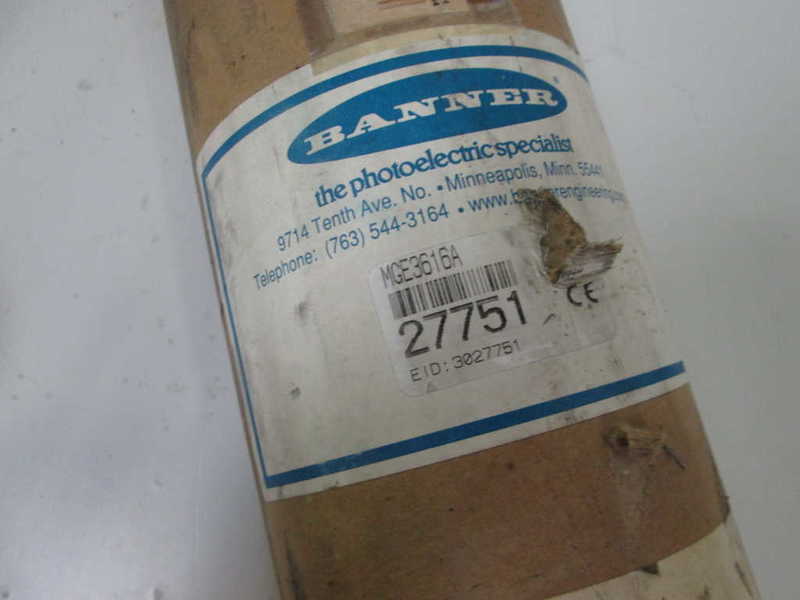 BANNER
the photoelectric specialist
9714 Tenth Ave. No. • Minneapolis, Minn. 55441
Telephone: (763) 544-3164 •
MGE3616A
27751
CE
EID: 3027751